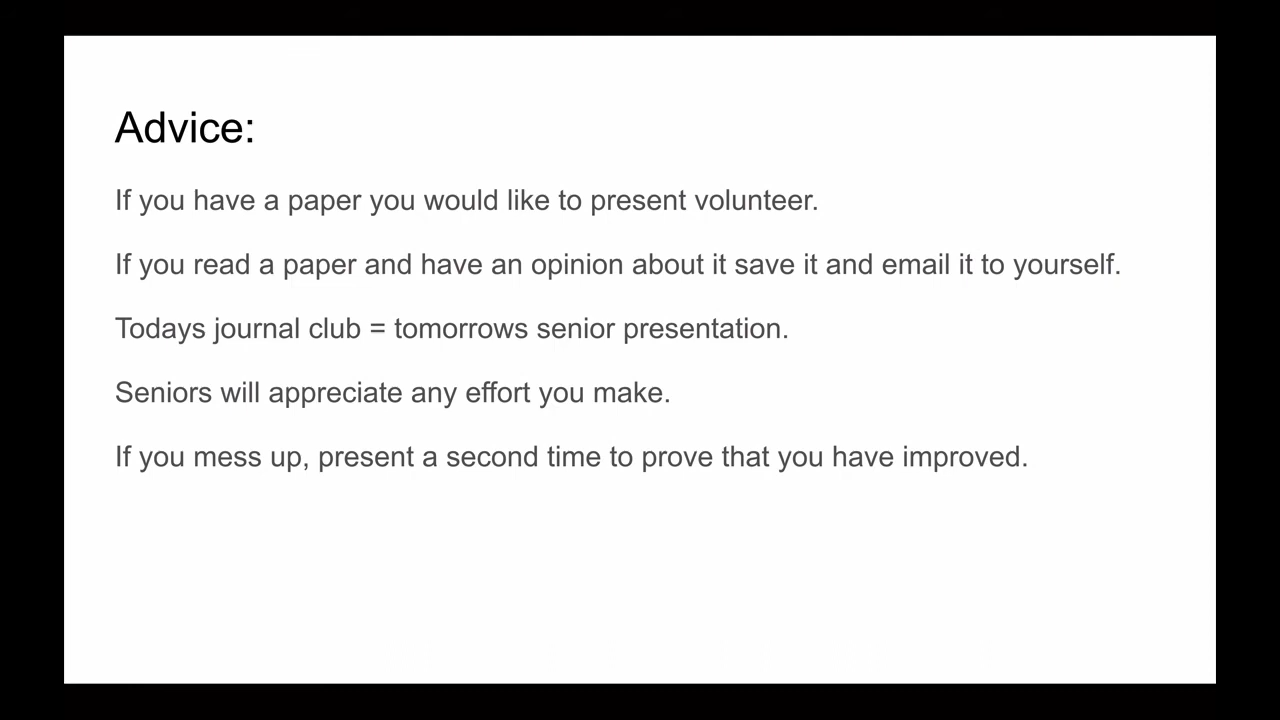 Advice:
If you have a paper you would like to present volunteer.
If you read a paper and have an opinion about it save it and email it to yourself.
Todays journal club = tomorrows senior presentation.
Seniors will appreciate any effort you make.
If you mess up, present a second time to prove that you have improved.